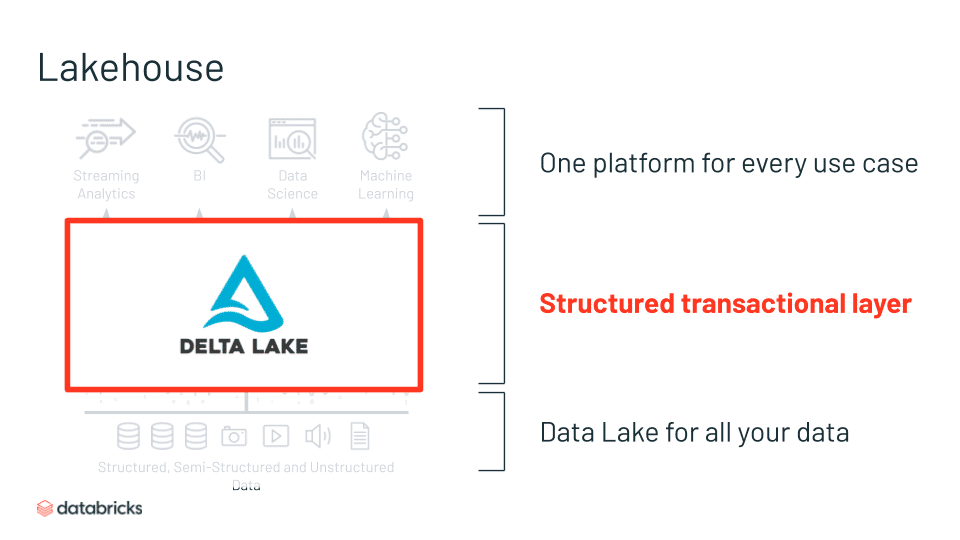 Lakehouse
Streaming
Analytics
BI
Data
Science
Machine
Learning
One platform for every use case
DELTA LAKE
Structured transactional layer
Structured, Semi-Structured and Unstructured
Data
Data Lake for all your data
databricks